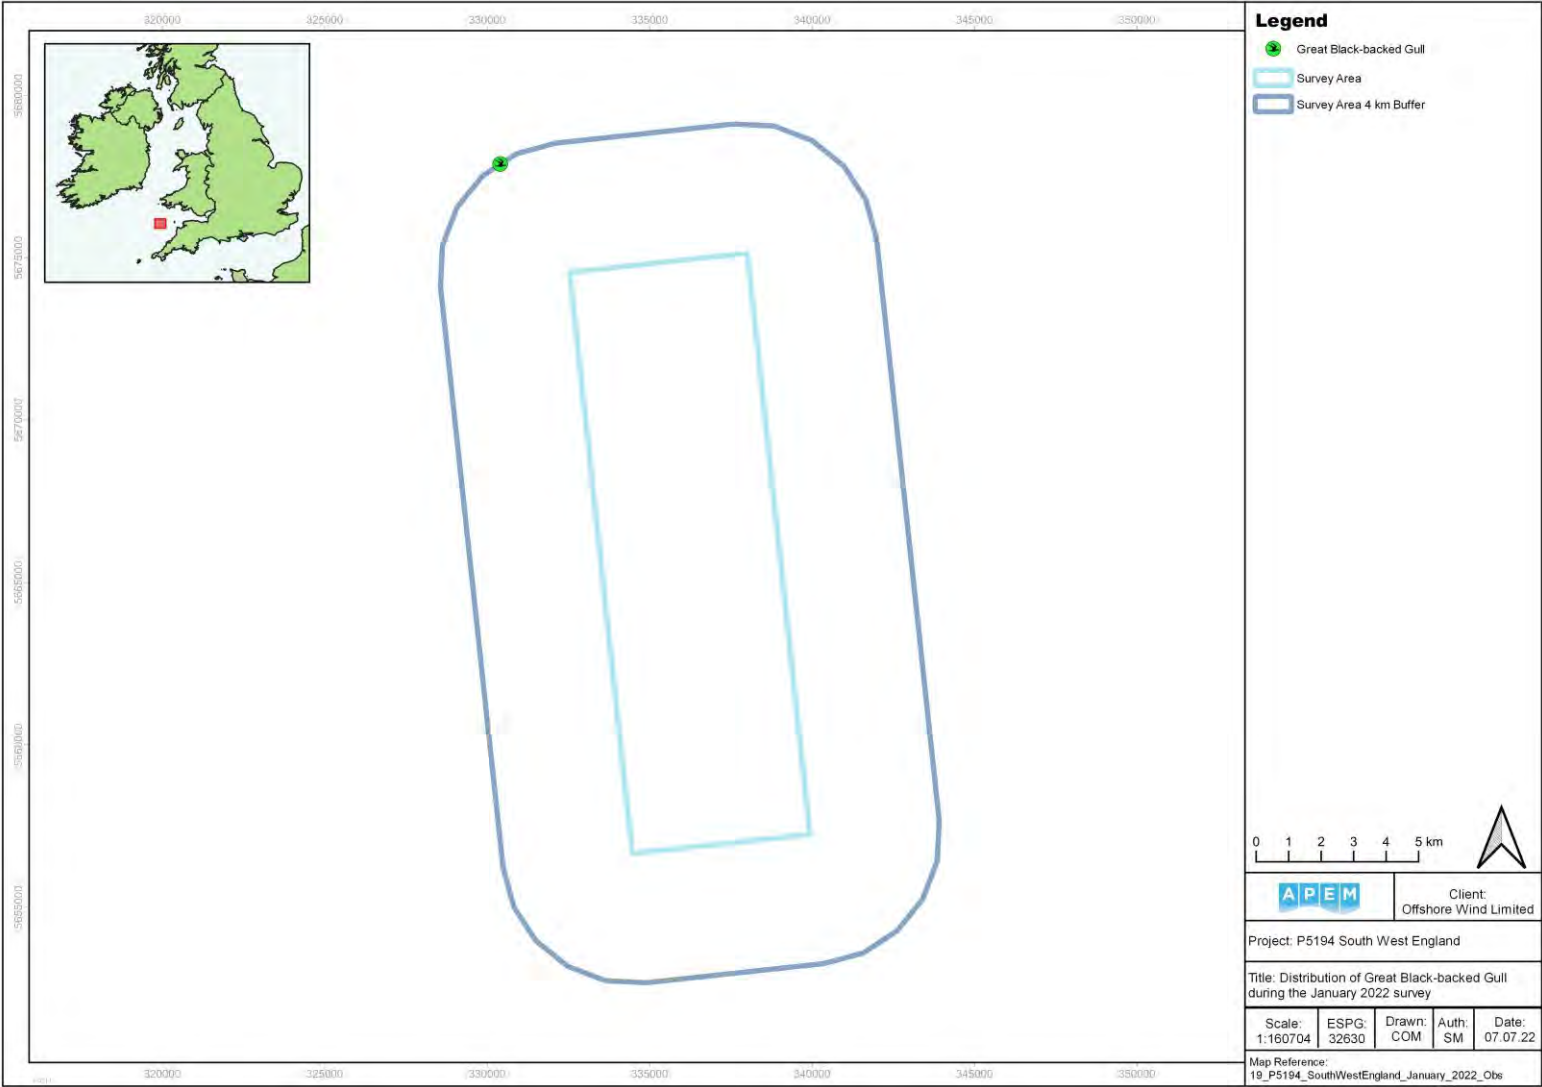 320000 325000 330000 335000 340000 345000 350000
5680000
5675000
5670000
5665000
5660000
5655000
320000 325000 330000 335000 340000 345000 350000
Legend
Great Black-backed Gull
Survey Area
Survey Area 4 km Buffer
0 1 2 3 4 5 km
APEM
Client:
Offshore Wind Limited
Project: P5194 South West England
Title: Distribution of Great Black-backed Gull
during the January 2022 survey
Scale:
1:160704
ESPG:
32630
Drawn:
COM
Auth:
SM
Date:
07.07.22
Map Reference:
19_P5194_SouthWestEngland_January_2022_Obs